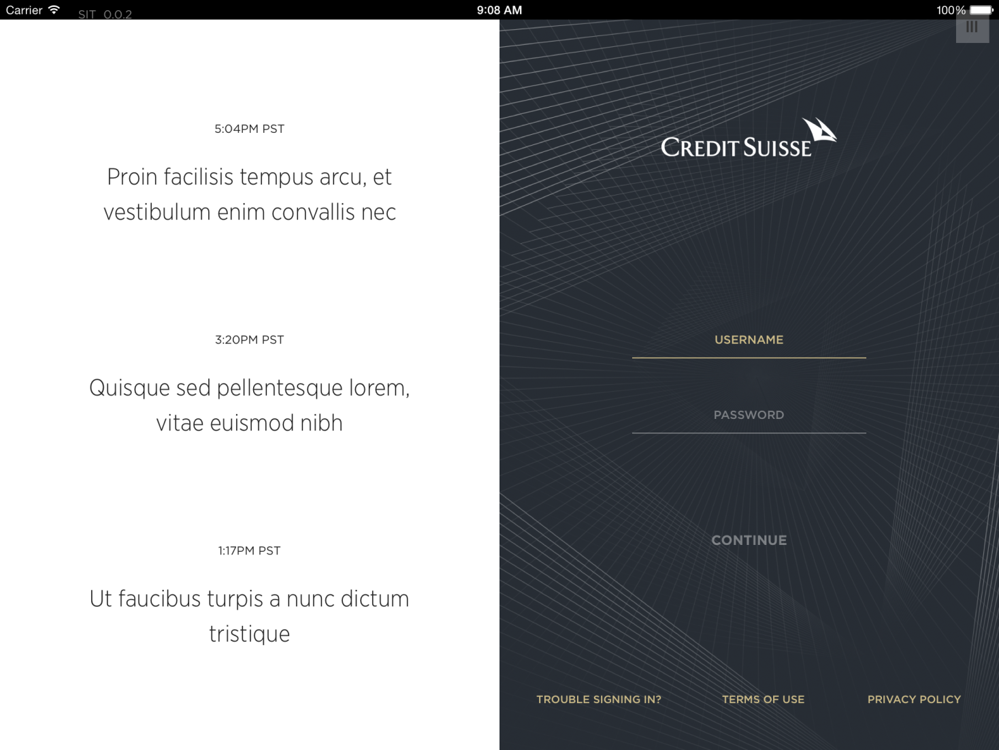 Carrier
SIT 0.0.2
9:08 AM
100%
5:04PM PST
Proin facilisis tempus arcu, et
vestibulum enim convallis nec
3:20PM PST
Quisque sed pellentesque lorem,
vitae euismod nibh
1:17PM PST
Ut faucibus turpis a nunc dictum
tristique
CREDIT SUISSE
USERNAME
PASSWORD
CONTINUE
TROUBLE SIGNING IN?
TERMS OF USE
PRIVACY POLICY